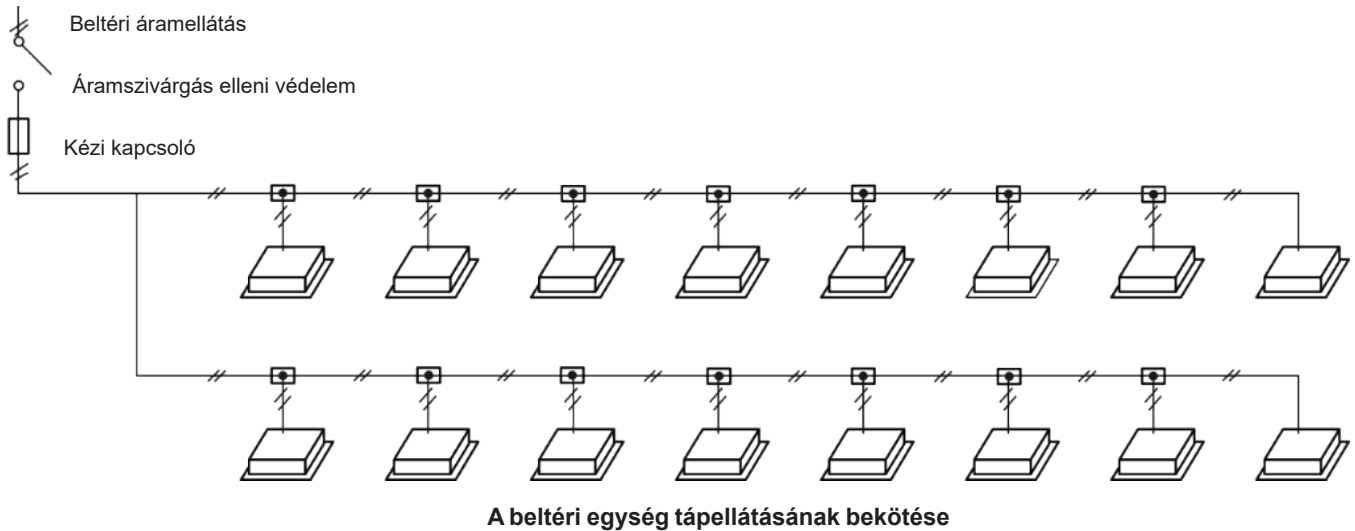 Beltéri áramellátás
Áramszivárgás elleni védelem
Kézi kapcsoló
A beltéri egység tápellátásának bekötése